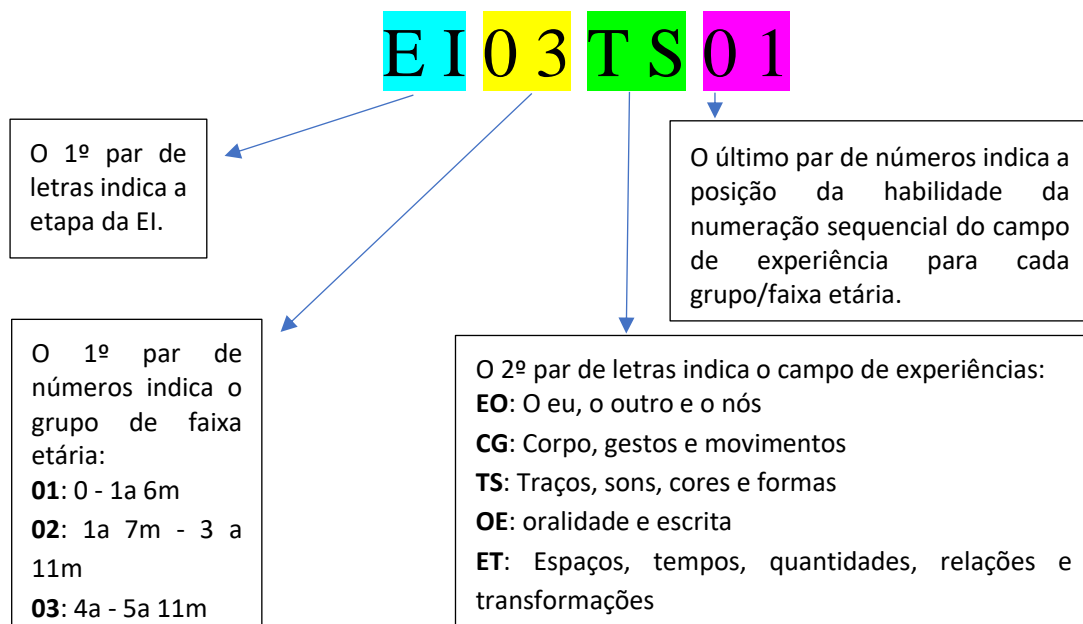 E I 0 3 T S 0 1
O 1º par de
letras indica a
etapa da EI.
O último par de números indica a
posição da habilidade da
numeração sequencial do campo
de experiência para cada
grupo/faixa etária.
O 1º par de
números indica o
grupo de faixa
etária:
01: 0 - 1a 6m
02: 1a 7m - 3 a
11m
03: 4a - 5a 11m
O 2º par de letras indica o campo de experiências:
EO: O eu, o outro e o nós
CG: Corpo, gestos e movimentos
TS: Traços, sons, cores e formas
OE: oralidade e escrita
ET: Espaços, tempos, quantidades, relações e
transformações